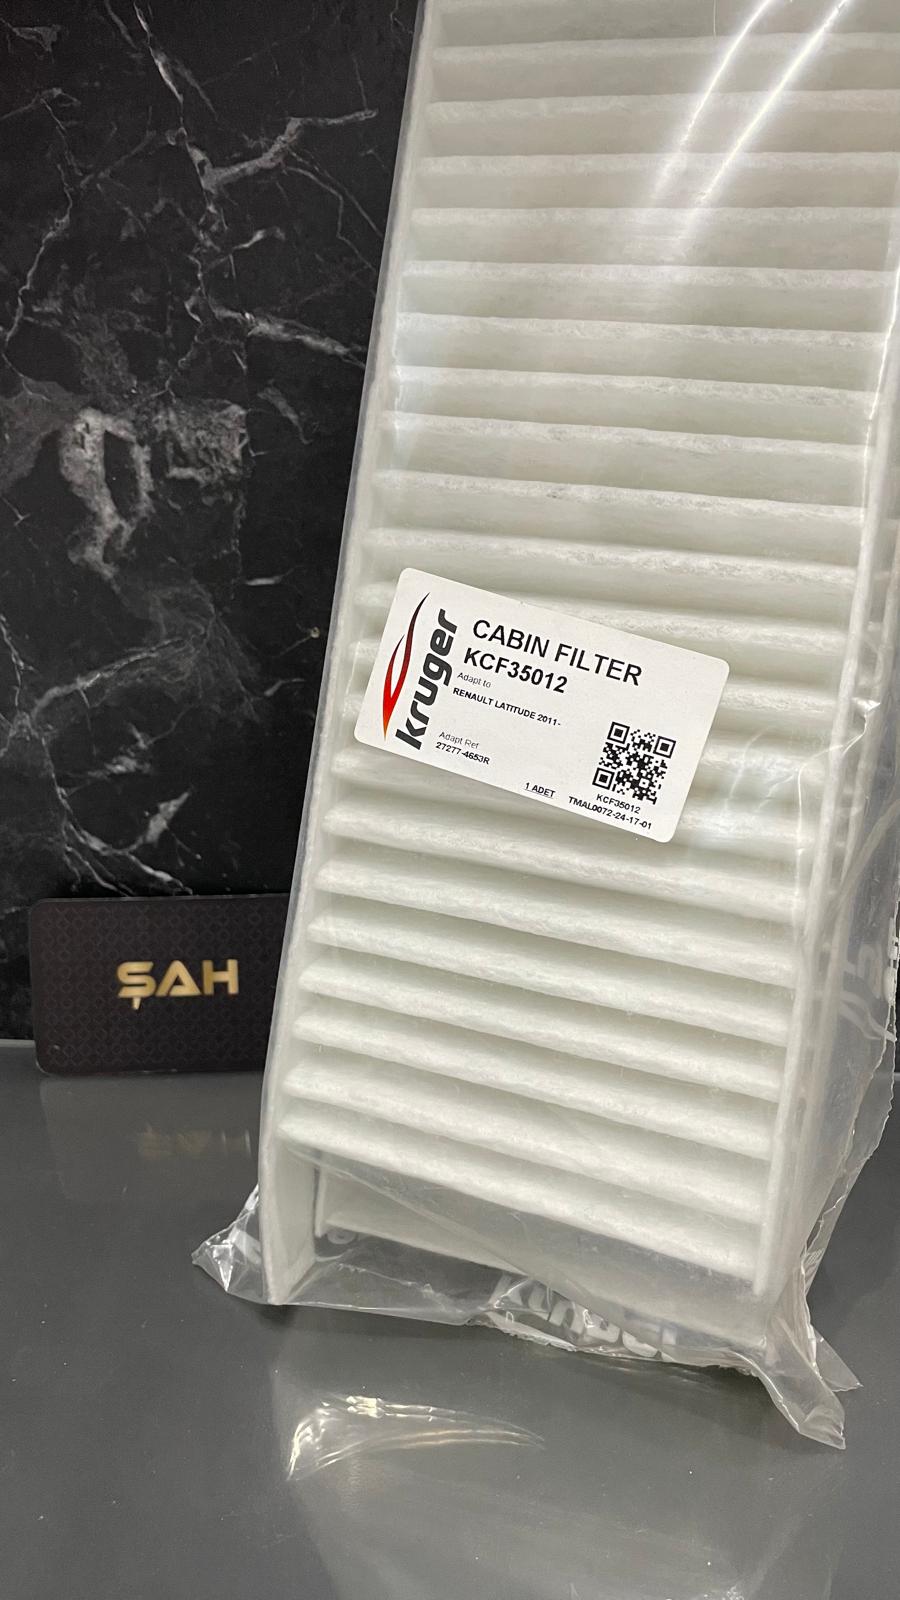 kruger
CABIN FILTER
KCF35012
Adapt to
RENAULT LATITUDE 2011-
Adapt Ref
27277-4653R
1 ADET
KCF35012
TMAL0072-24-17-01
ŞAH
kruger